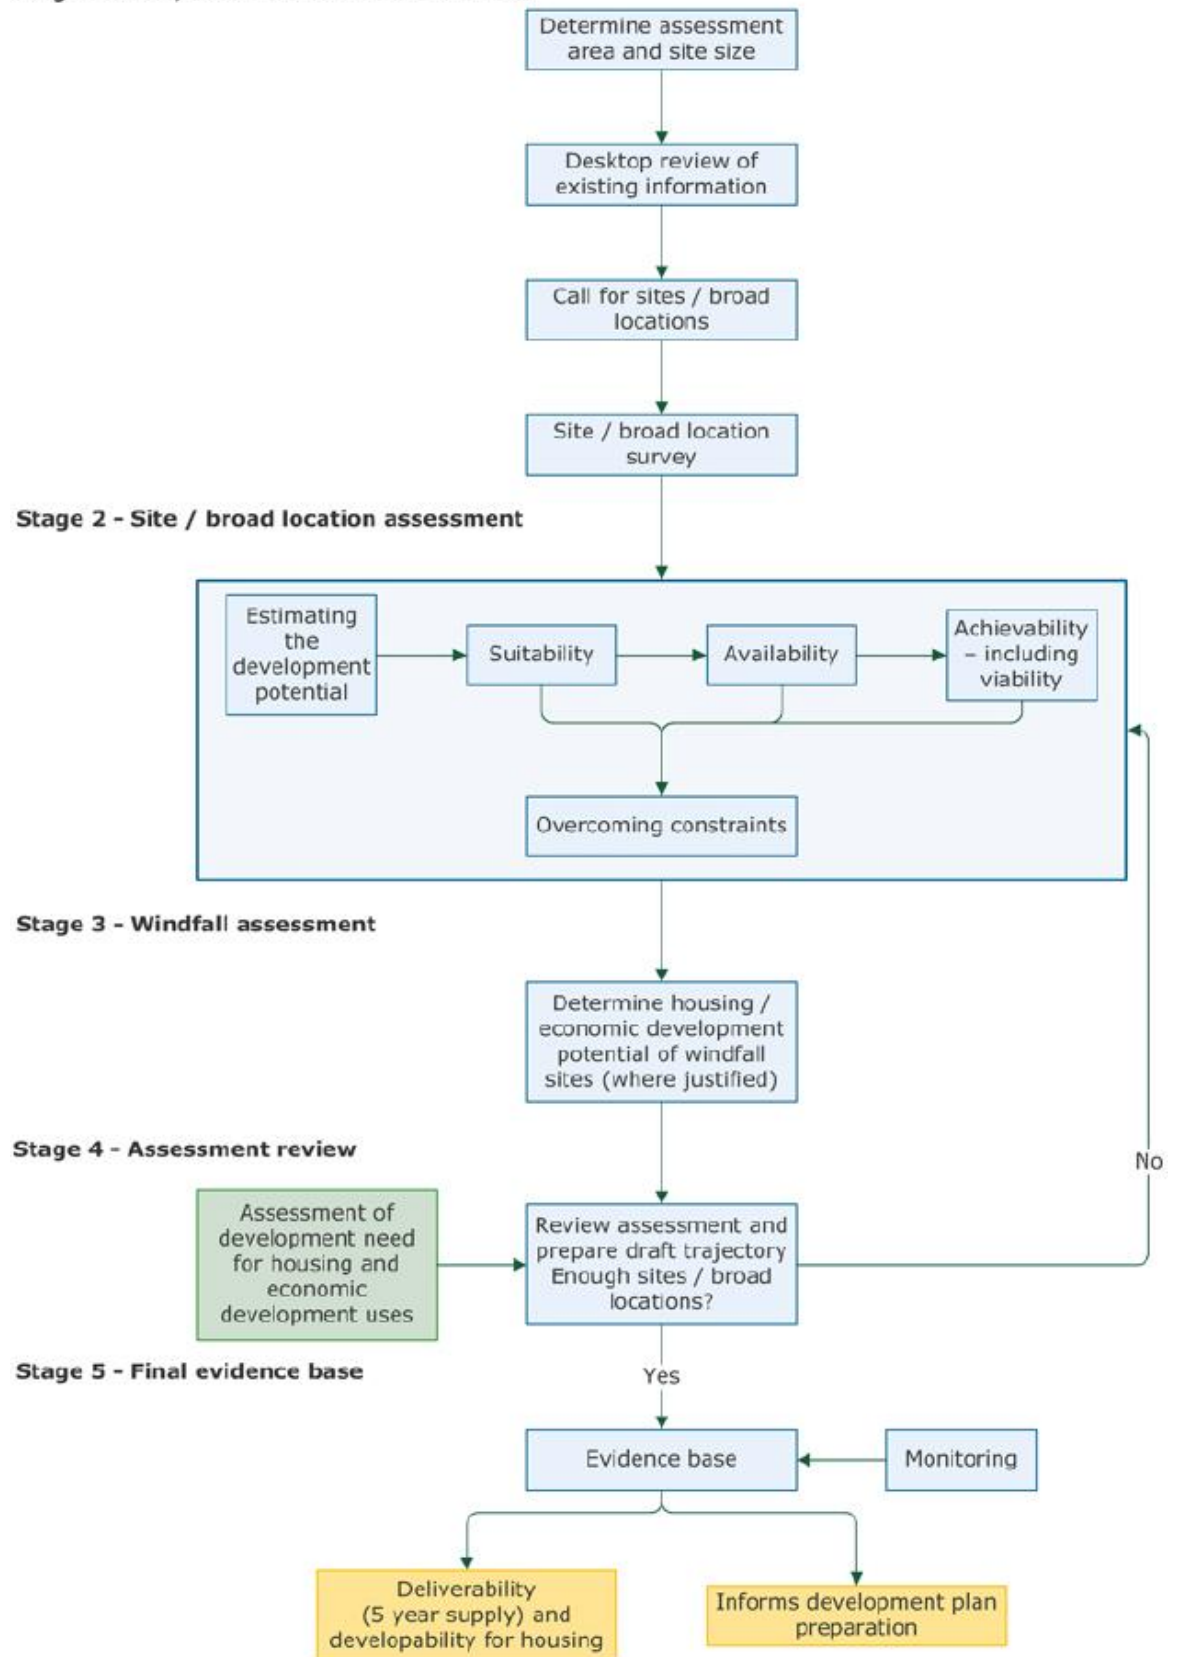 Determine assessment
area and site size
Desktop review of
existing information
Call for sites / broad
locations
Site / broad location
survey
Stage 2 - Site / broad location assessment
Estimating
the
development
potential
Suitability
Availability
Achievability
– including
viability
Overcoming constraints
Stage 3 - Windfall assessment
Determine housing /
economic development
potential of windfall
sites (where justified)
Stage 4 - Assessment review
No
Assessment of
development need
for housing and
economic
development uses
Review assessment and
prepare draft trajectory
Enough sites / broad
locations?
Stage 5 - Final evidence base
Yes
Evidence base
Monitoring
Deliverability
(5 year supply) and
developability for housing
Informs development plan
preparation